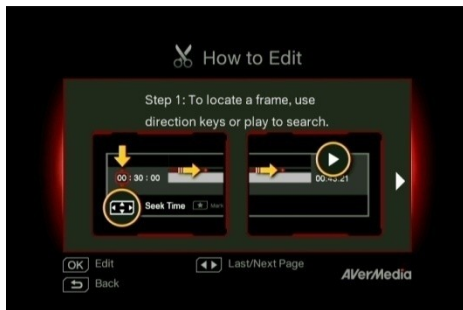 How to Edit
Step 1: To locate a frame, use
direction keys or play to search.
00 : 30 : 00
Seek Time
00:43:21
OK Edit
Last/Next Page
Back
AVerMedia